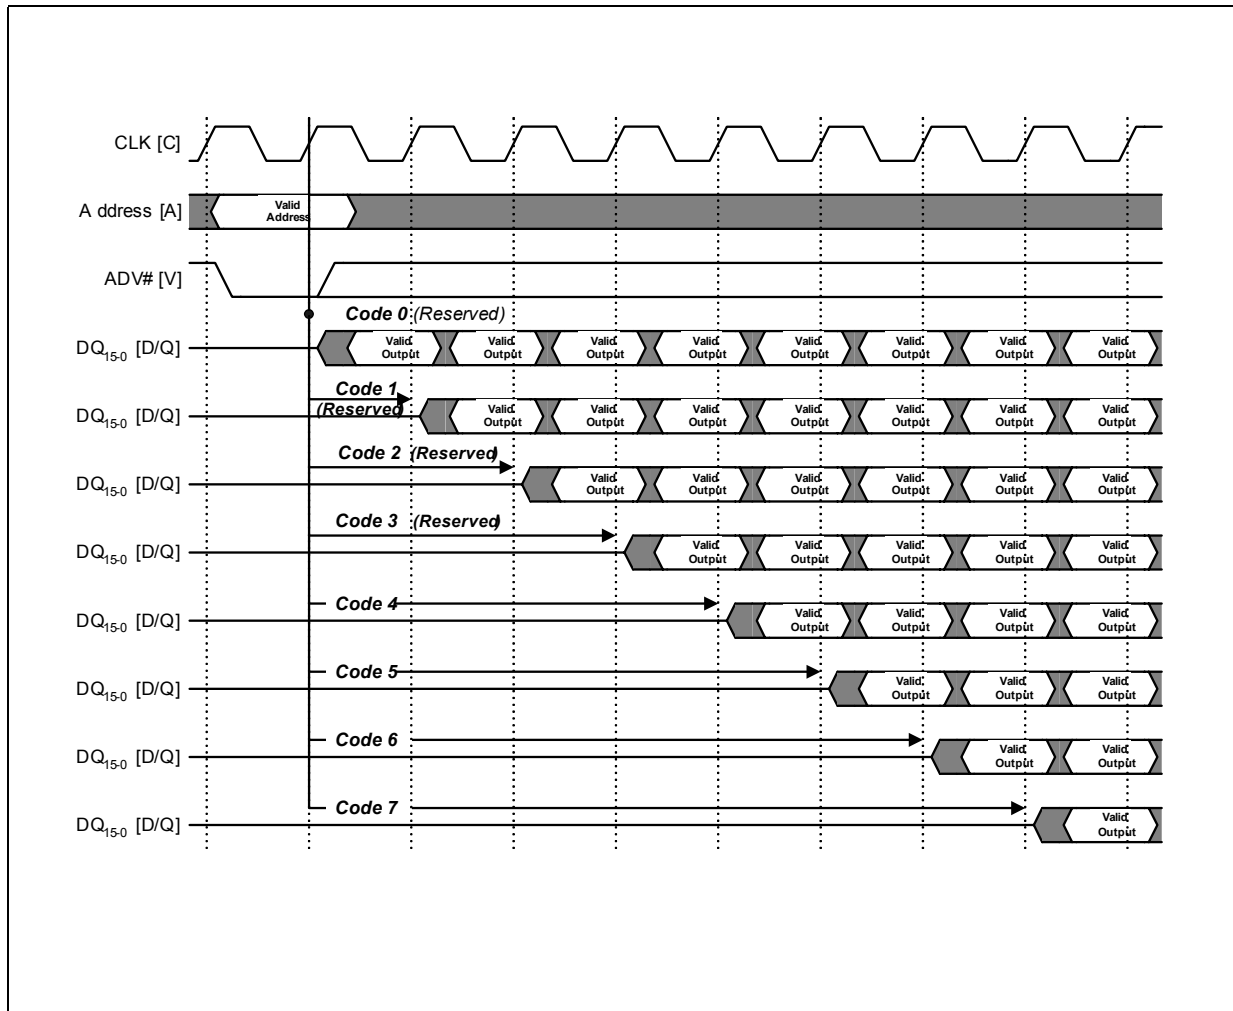 CLK [C]
A ddress [A]
Valid
Address
ADV# [V]
Code 0 (Reserved)
DQ15-0 [D/Q]
Valid Output Valid Output Valid Output Valid Output Valid Output Valid Output Valid Output Valid Output
Code 1
(Reserved)
DQ15-0 [D/Q]
Valid Output Valid Output Valid Output Valid Output Valid Output Valid Output Valid Output
Code 2 (Reserved)
DQ15-0 [D/Q]
Valid Output Valid Output Valid Output Valid Output Valid Output Valid Output
Code 3 (Reserved)
DQ15-0 [D/Q]
Valid Output Valid Output Valid Output Valid Output Valid Output
Code 4
DQ15-0 [D/Q]
Valid Output Valid Output Valid Output Valid Output
Code 5
DQ15-0 [D/Q]
Valid Output Valid Output Valid Output
Code 6
DQ15-0 [D/Q]
Valid Output Valid Output
Code 7
DQ15-0 [D/Q]
Valid Output